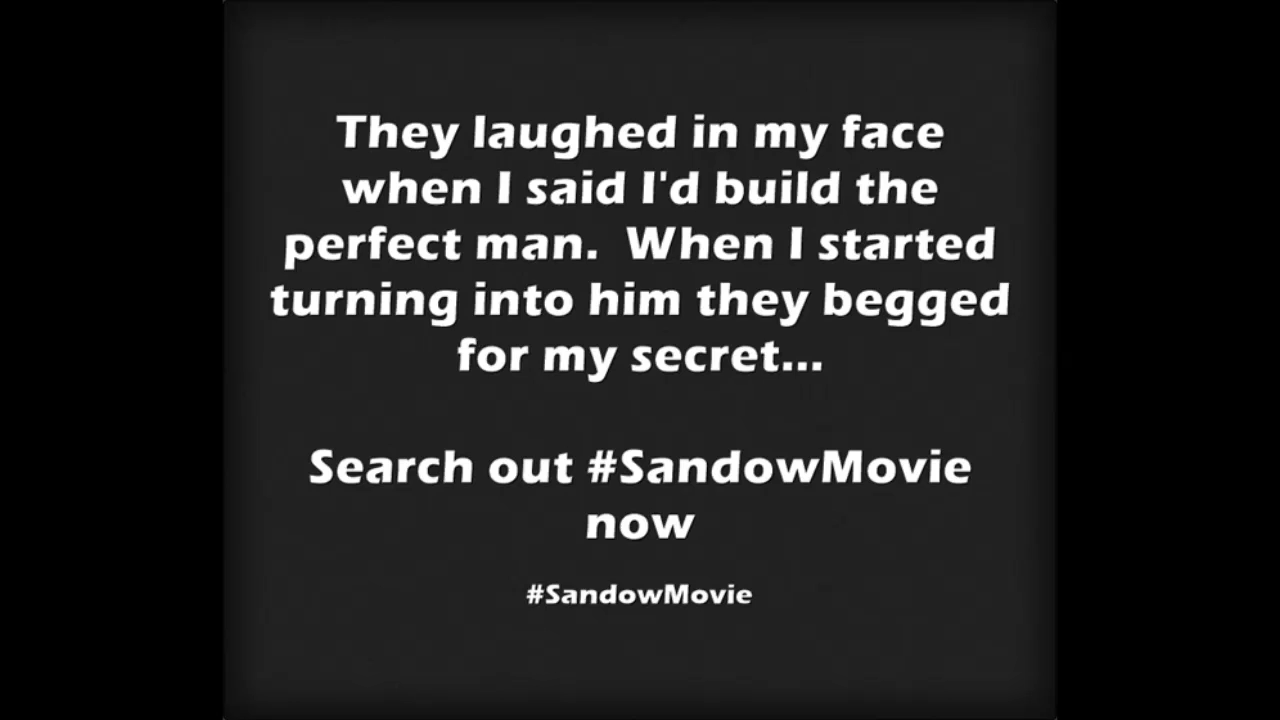 They laughed in my face
when I said I'd build the
perfect man.  When I started
turning into him they begged
for my secret...
Search out #SandowMovie
now
#SandowMovie